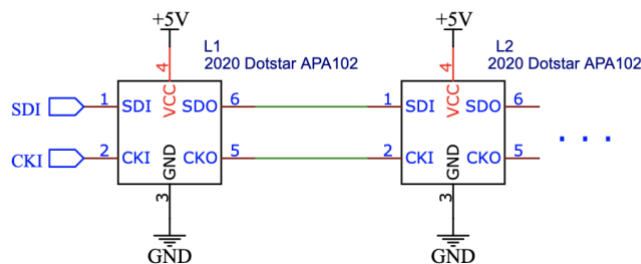 +5V +5V
L1 L2
2020 Dotstar APA102 2020 Dotstar APA102
4 4
SDI 1 SDI VCC SDO 6 1 SDI VCC SDO 6
CKI 2 CKI GND CKO 5 2 CKI GND CKO 5
3 3
GND GND